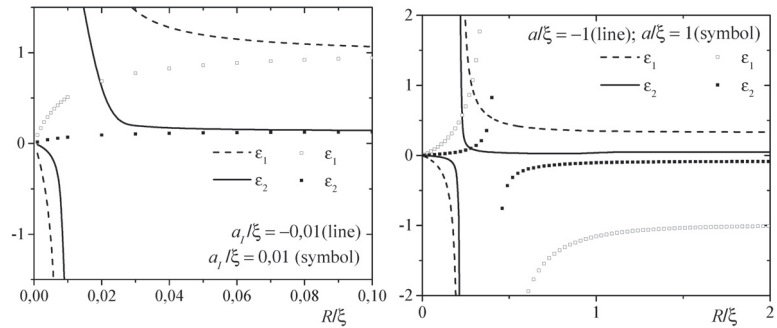 1
0
-1
ε₁ ε₁
ε₂ ε₂
a_I/ξ = −0,01(line)
a_I/ξ = 0,01 (symbol)
0,00 0,02 0,04 0,06 0,08 0,10
R/ξ
2
1
0
-1
-2
a/ξ = −1(line); a/ξ = 1(symbol)
ε₁ ε₁
ε₂ ε₂
0 1 2
R/ξ